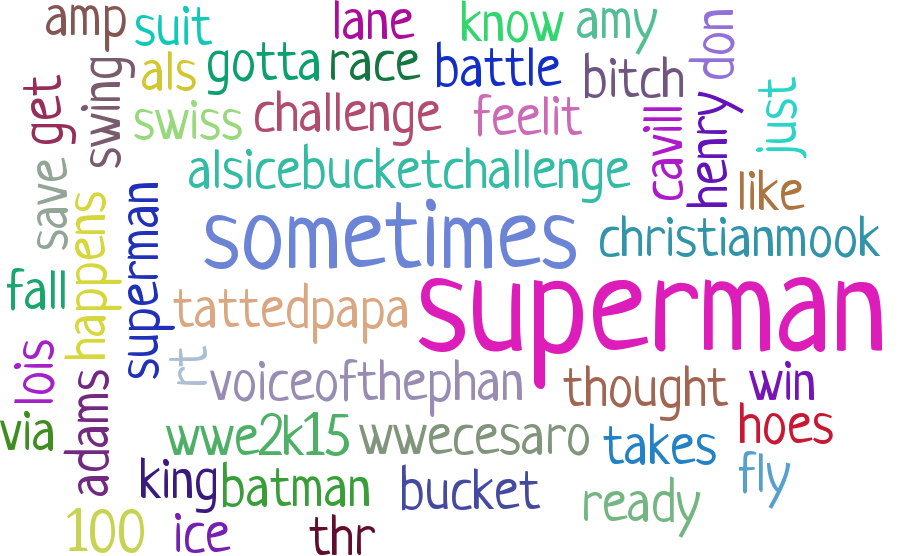 amp
suit
lane
know
amy
don
get
swing
als
gotta
race
battle
bitch
just
swiss
challenge
feelit
cavill
henry
save
alsicebucketchallenge
like
happens
superman
sometimes
christianmook
fall
tattedpapa
superman
lois
rt
voiceofthephan
thought
win
via
adams
wwe2k15
wwecesaro
takes
hoes
king
batman
bucket
ready
fly
100
ice
thr